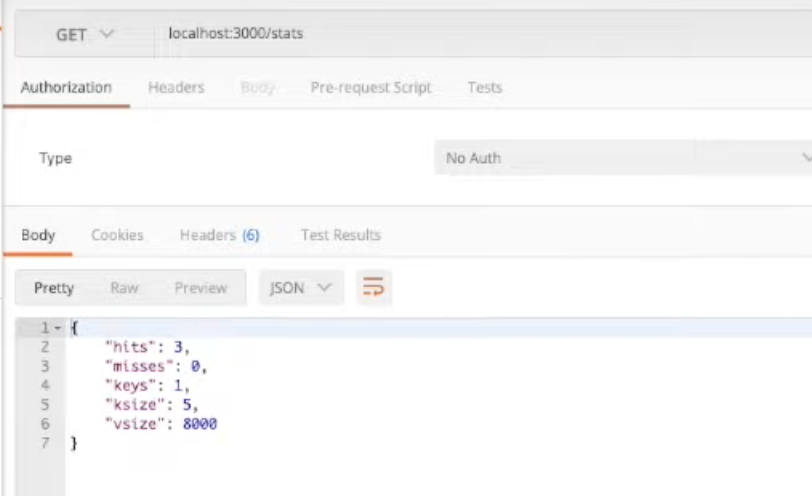 GET localhost:3000/stats
Authorization Headers Body Pre-request Script Tests
Type No Auth
Body Cookies Headers (6) Test Results
Pretty Raw Preview JSON
1 {
2 "hits": 3,
3 "misses": 0,
4 "keys": 1,
5 "ksize": 5,
6 "vsize": 8000
7 }